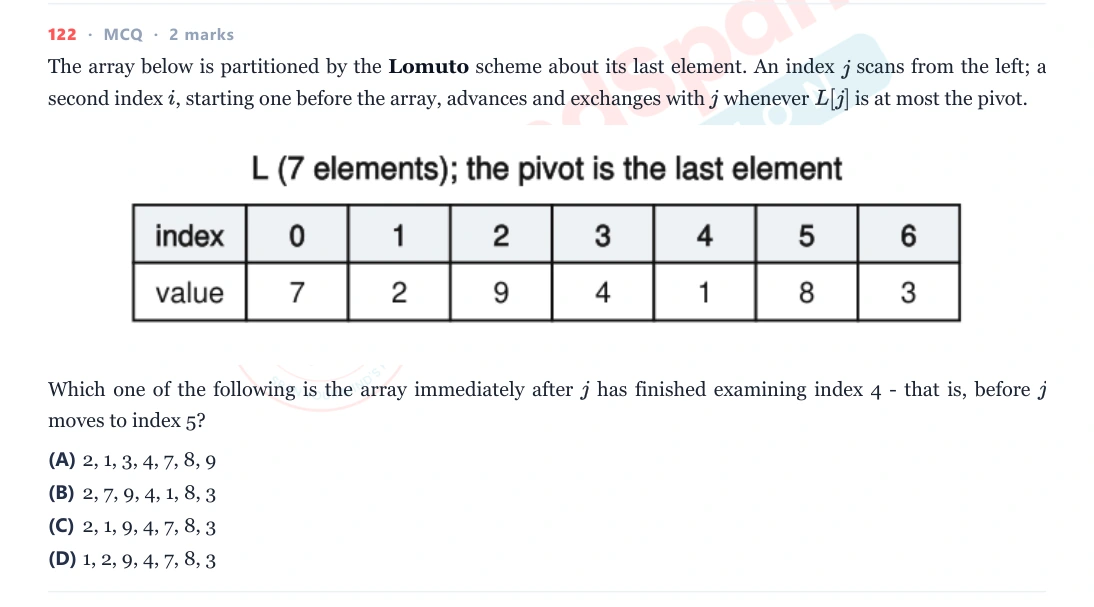 122 · MCQ · 2 marks
The array below is partitioned by the Lomuto scheme about its last element. An index j scans from the left; a
second index i, starting one before the array, advances and exchanges with j whenever L[j] is at most the pivot.
L (7 elements); the pivot is the last element
index 0 1 2 3 4 5 6
value 7 2 9 4 1 8 3
Which one of the following is the array immediately after j has finished examining index 4 - that is, before j
moves to index 5?
(A) 2, 1, 3, 4, 7, 8, 9
(B) 2, 7, 9, 4, 1, 8, 3
(C) 2, 1, 9, 4, 7, 8, 3
(D) 1, 2, 9, 4, 7, 8, 3